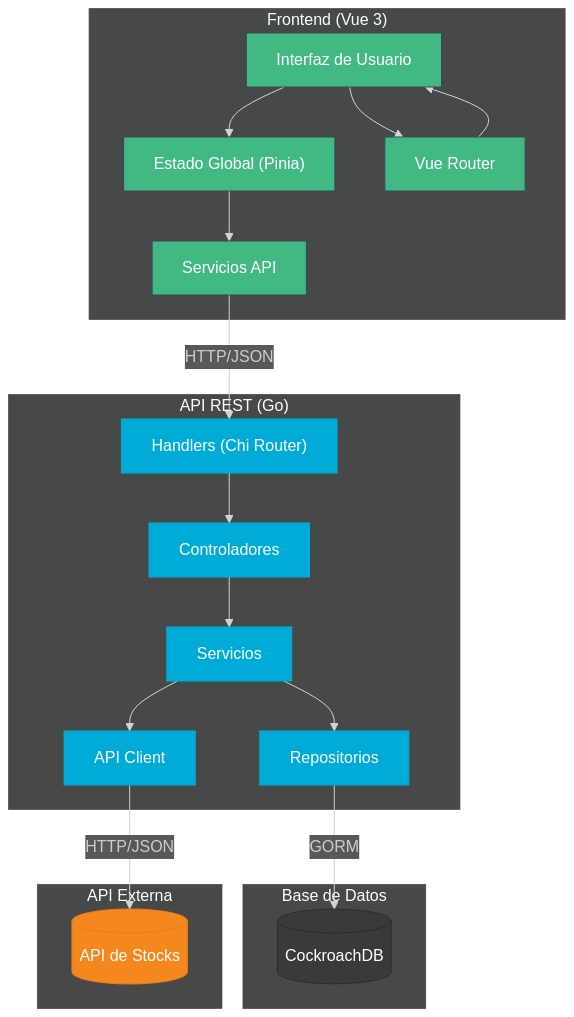 Frontend (Vue 3)
Interfaz de Usuario
Estado Global (Pinia)
Vue Router
Servicios API
HTTP/JSON
API REST (Go)
Handlers (Chi Router)
Controladores
Servicios
API Client
Repositorios
HTTP/JSON
GORM
API Externa
Base de Datos
API de Stocks
CockroachDB